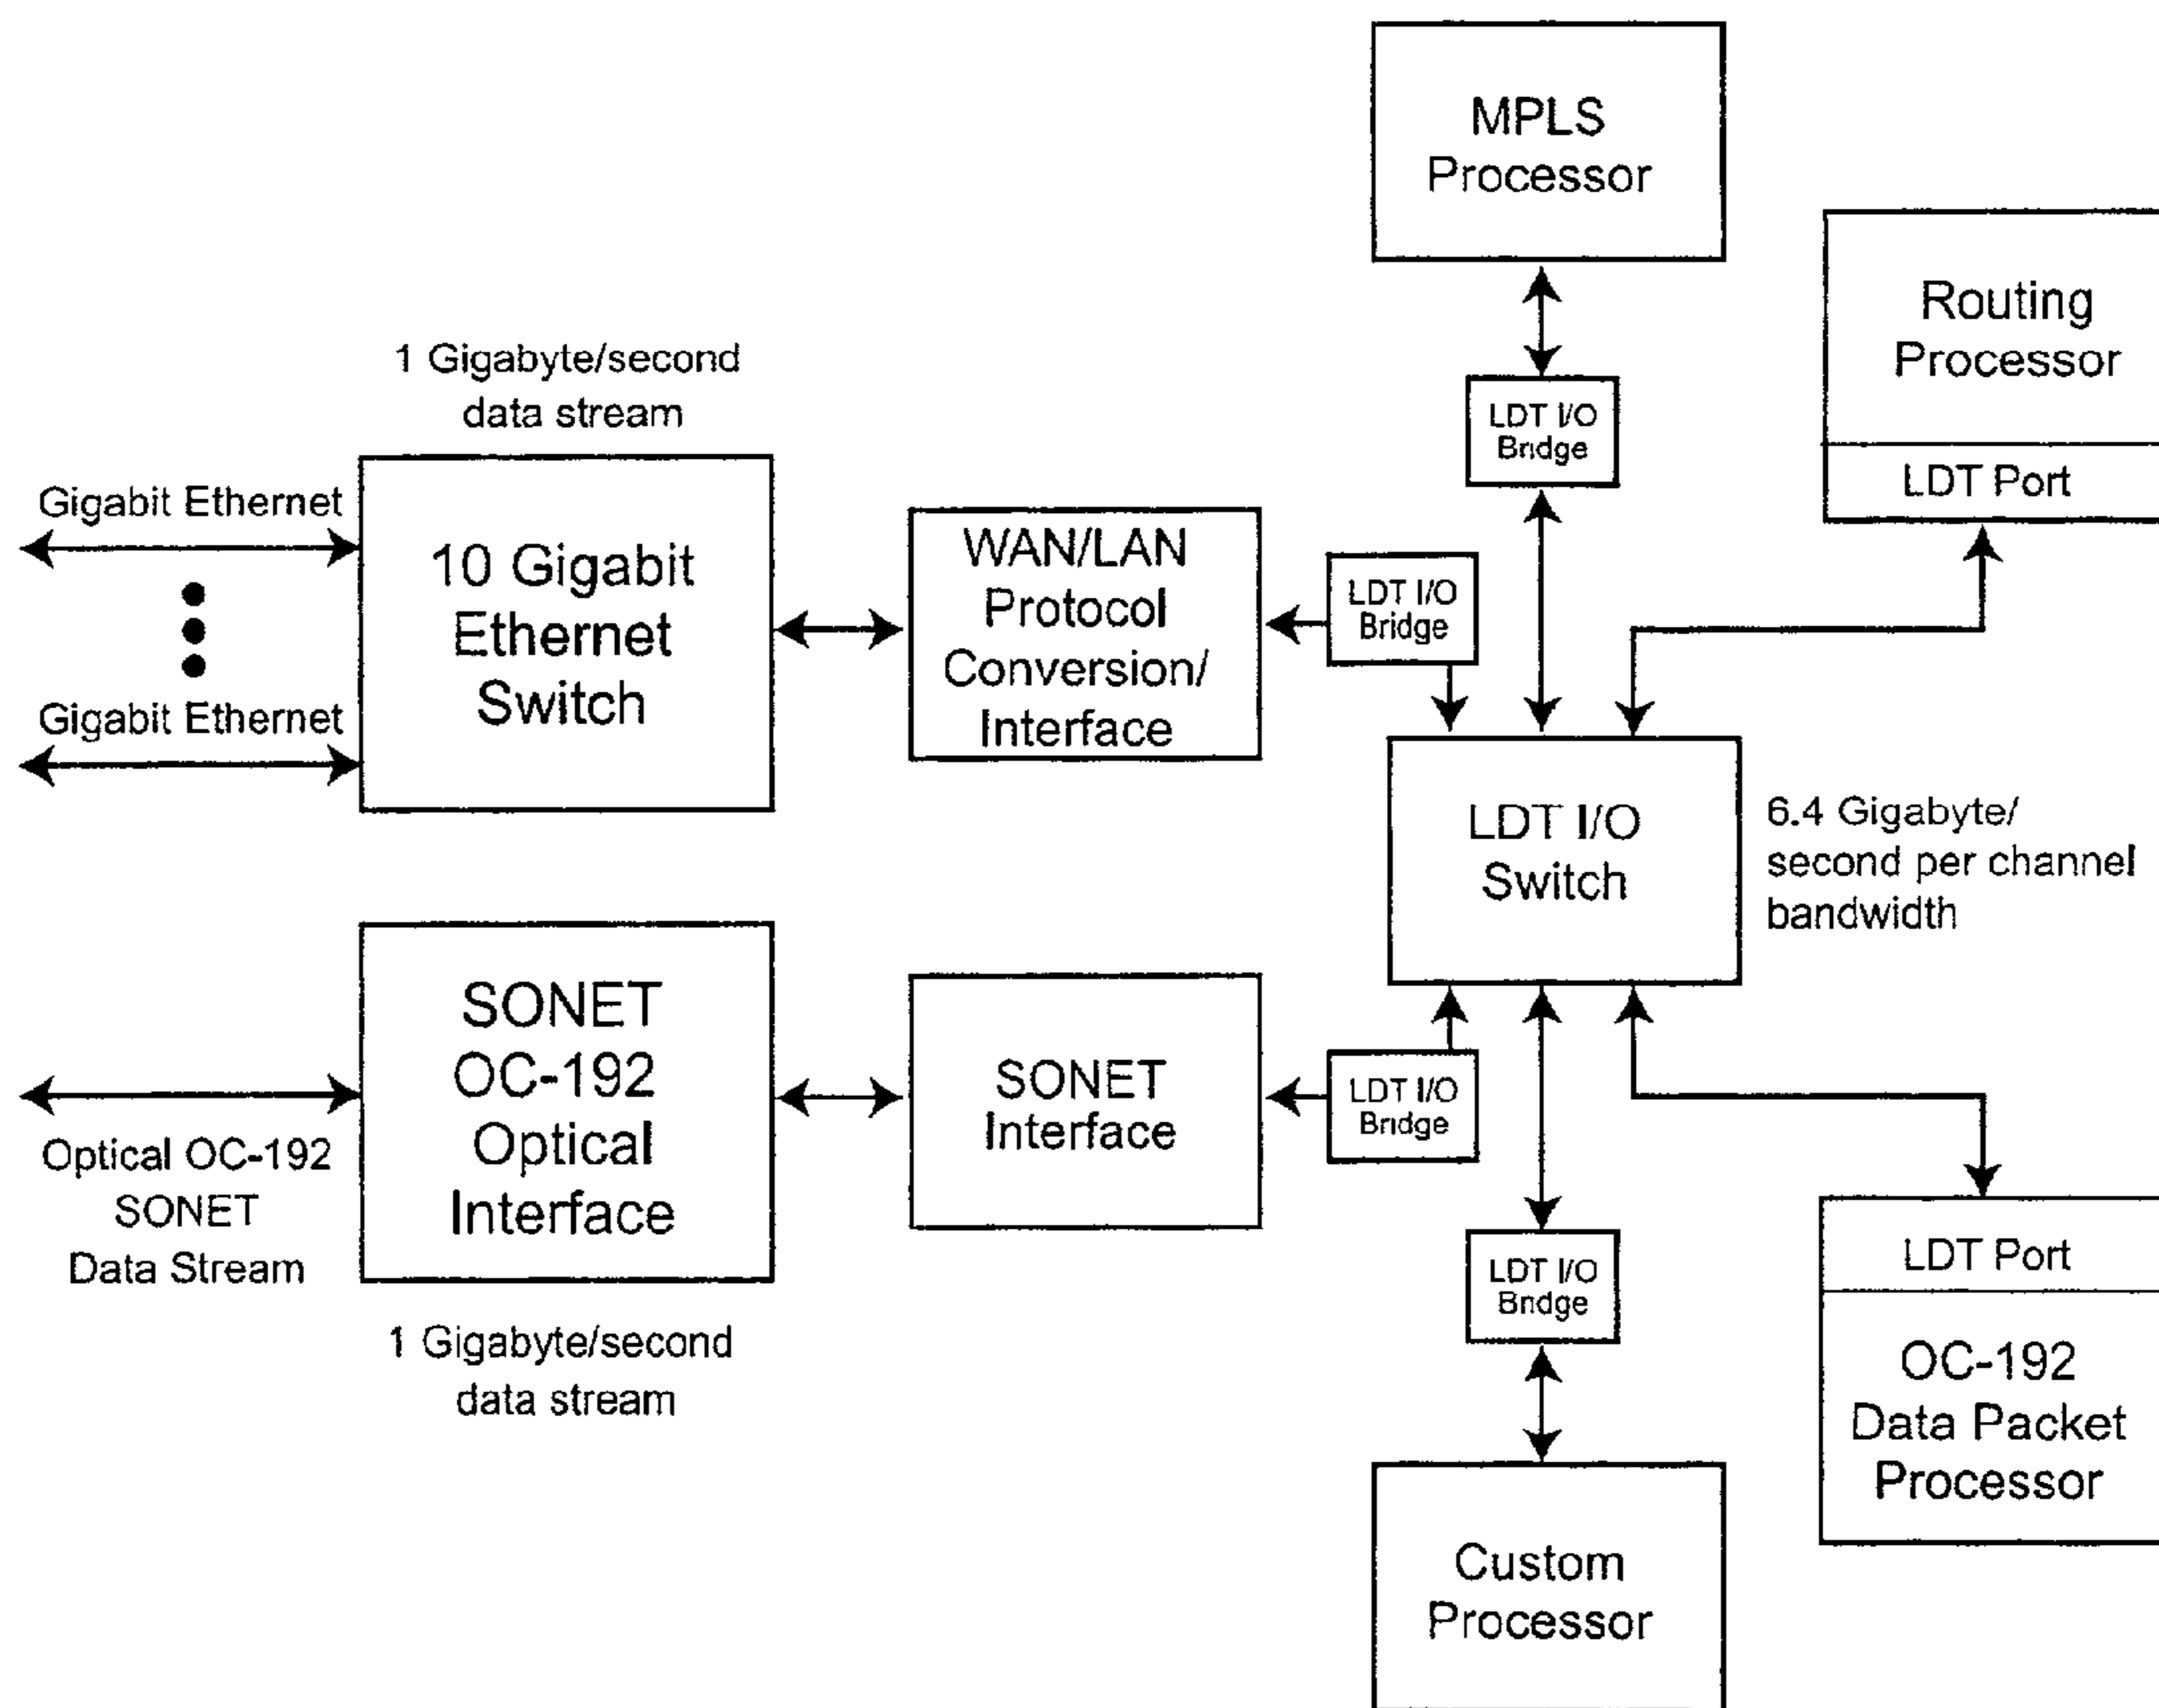 MPLS
Processor
Routing
Processor
LDT Port
1 Gigabyte/second
data stream
LDT I/O
Bridge
Gigabit Ethernet
10 Gigabit
Ethernet
Switch
WAN/LAN
Protocol
Conversion/
Interface
LDT I/O
Bridge
Gigabit Ethernet
LDT I/O
Switch
6.4 Gigabyte/
second per channel
bandwidth
SONET
OC-192
Optical
Interface
SONET
Interface
LDT I/O
Bridge
Optical OC-192
SONET
Data Stream
LDT I/O
Bridge
LDT Port
OC-192
Data Packet
Processor
1 Gigabyte/second
data stream
Custom
Processor